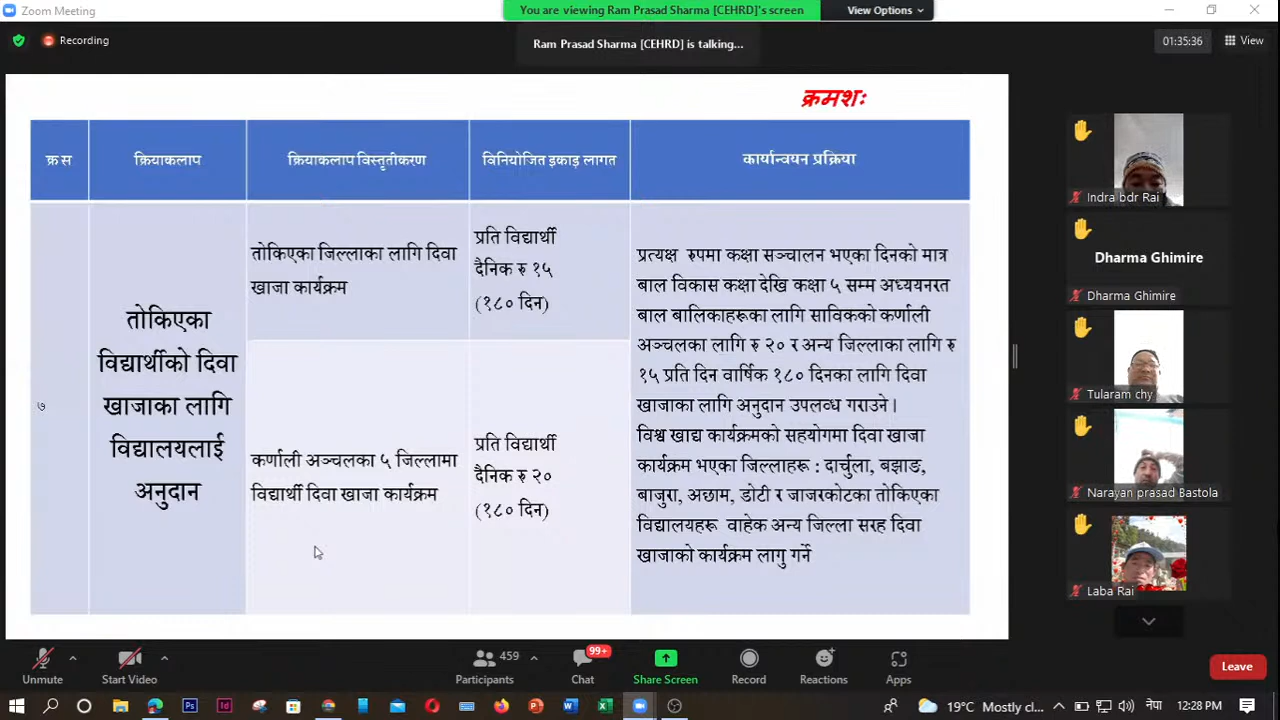 Zoom Meeting
You are viewing Ram Prasad Sharma [CEHRD]'s screen
View Options
Recording
Ram Prasad Sharma [CEHRD] is talking...
01:35:36
View
क्रमशः
क्र स
क्रियाकलाप
क्रियाकलाप विस्तृतीकरण
विनियोजित इकाइ लागत
कार्यान्वयन प्रक्रिया
७
तोकिएका
विद्यार्थीको दिवा
खाजाका लागि
विद्यालयलाई
अनुदान
तोकिएका जिल्लाका लागि दिवा
खाजा कार्यक्रम
प्रति विद्यार्थी
दैनिक रु १५
(१८० दिन)
कर्णाली अञ्चलका ५ जिल्लामा
विद्यार्थी दिवा खाजा कार्यक्रम
प्रति विद्यार्थी
दैनिक रु २०
(१८० दिन)
प्रत्यक्ष रुपमा कक्षा सञ्चालन भएका दिनको मात्र
बाल विकास कक्षा देखि कक्षा ५ सम्म अध्ययनरत
बाल बालिकाहरूका लागि साविकको कर्णाली
अञ्चलका लागि रु २० र अन्य जिल्लाका लागि रु
१५ प्रति दिन वार्षिक १८० दिनका लागि दिवा
खाजाका लागि अनुदान उपलव्ध गराउने।
विश्व खाद्य कार्यक्रमको सहयोगमा दिवा खाजा
कार्यक्रम भएका जिल्लाहरू : दार्चुला, बझाङ,
बाजुरा, अछाम, डोटी र जाजरकोटका तोकिएका
विद्यालयहरू वाहेक अन्य जिल्ला सरह दिवा
खाजाको कार्यक्रम लागु गर्ने
Indra bdr Rai
Dharma Ghimire
Dharma Ghimire
Tularam chy
Narayan prasad Bastola
Laba Rai
Unmute
Start Video
459
Participants
99+
Chat
Share Screen
Record
Reactions
Apps
Leave
Ps
Id
19°C Mostly cl...
नेपा
12:28 PM